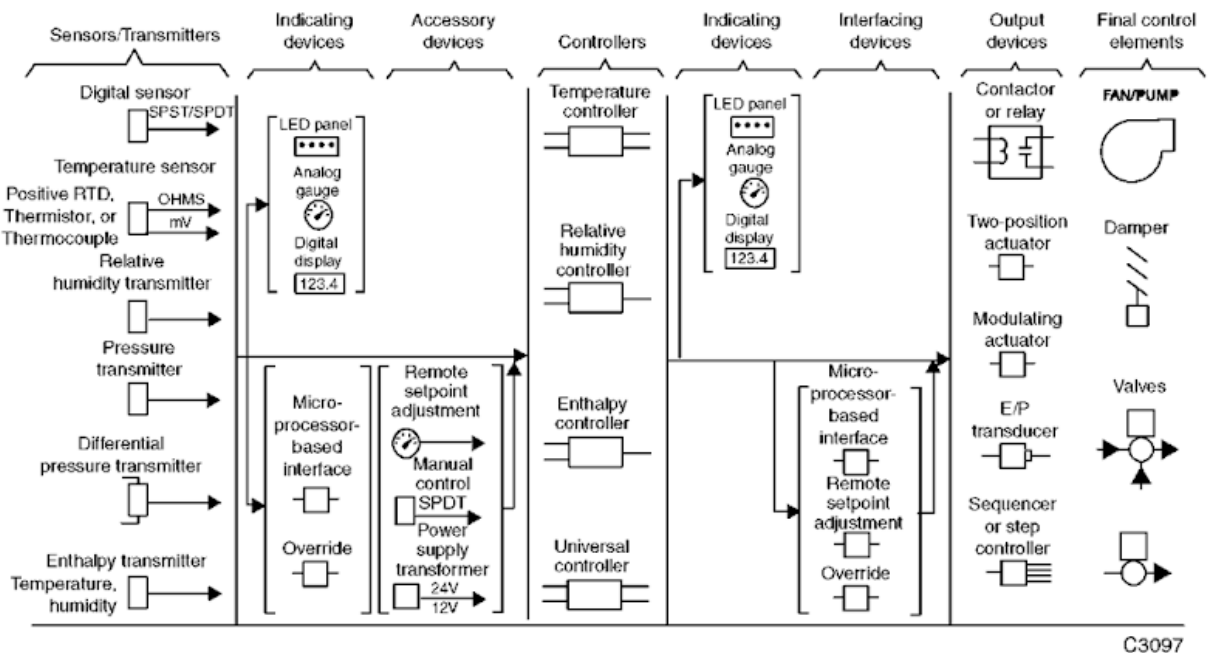 Sensors/Transmitters
Indicating
devices
Accessory
devices
Controllers
Indicating
devices
Interfacing
devices
Output
devices
Final control
elements
Digital sensor
SPST/SPDT
Temperature sensor
Positive RTD,
Thermistor, or
Thermocouple
OHMS
mV
Relative
humidity transmitter
Pressure
transmitter
Differential
pressure transmitter
Enthalpy transmitter
Temperature,
humidity
LED panel
Analog
gauge
Digital
display
123.4
Micro-
processor-
based
interface
Override
Remote
setpoint
adjustment
Manual
control
SPDT
Power
supply
transformer
24V
12V
Temperature
controller
Relative
humidity
controller
Enthalpy
controller
Universal
controller
LED panel
Analog
gauge
Digital
display
123.4
Micro-
processor-
based
interface
Remote
setpoint
adjustment
Override
Contactor
or relay
Two-position
actuator
Modulating
actuator
E/P
transducer
Sequencer
or step
controller
FAN/PUMP
Damper
Valves
C3097